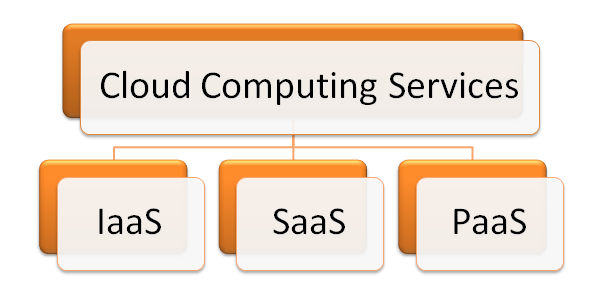 Cloud Computing Services
IaaS
SaaS
PaaS